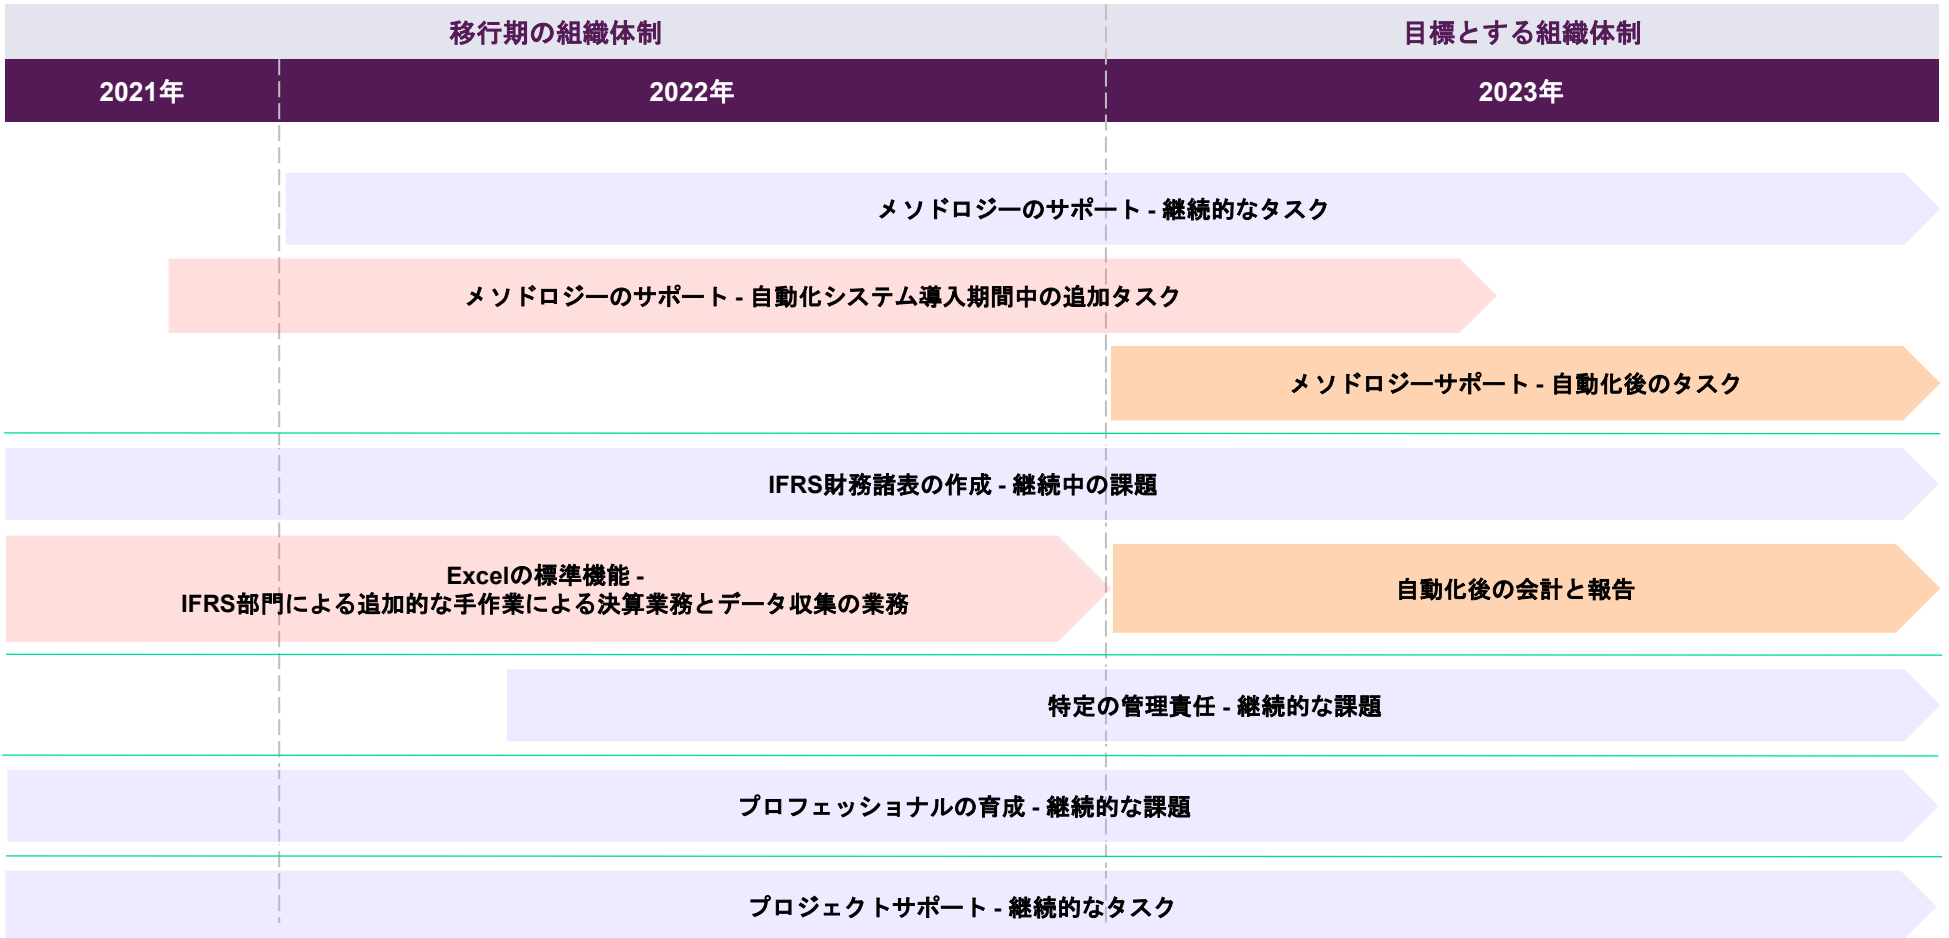 移行期の組織体制
目標とする組織体制
2021年
2022年
2023年
メソドロジーのサポート - 継続的なタスク
メソドロジーのサポート - 自動化システム導入期間中の追加タスク
メソドロジーサポート - 自動化後のタスク
IFRS財務諸表の作成 - 継続中の課題
Excelの標準機能 -
IFRS部門による追加的な手作業による決算業務とデータ収集の業務
自動化後の会計と報告
特定の管理責任 - 継続的な課題
プロフェッショナルの育成 - 継続的な課題
プロジェクトサポート - 継続的なタスク